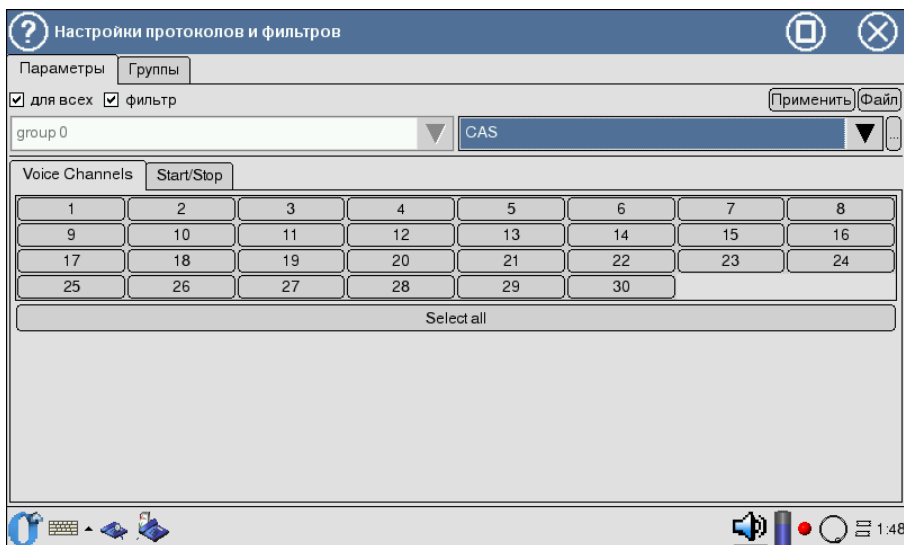 Настройки протоколов и фильтров
Параметры Группы
для всех фильтр Применить Файл
group 0 CAS ...
Voice Channels Start/Stop
1 2 3 4 5 6 7 8
9 10 11 12 13 14 15 16
17 18 19 20 21 22 23 24
25 26 27 28 29 30
Select all
1:48